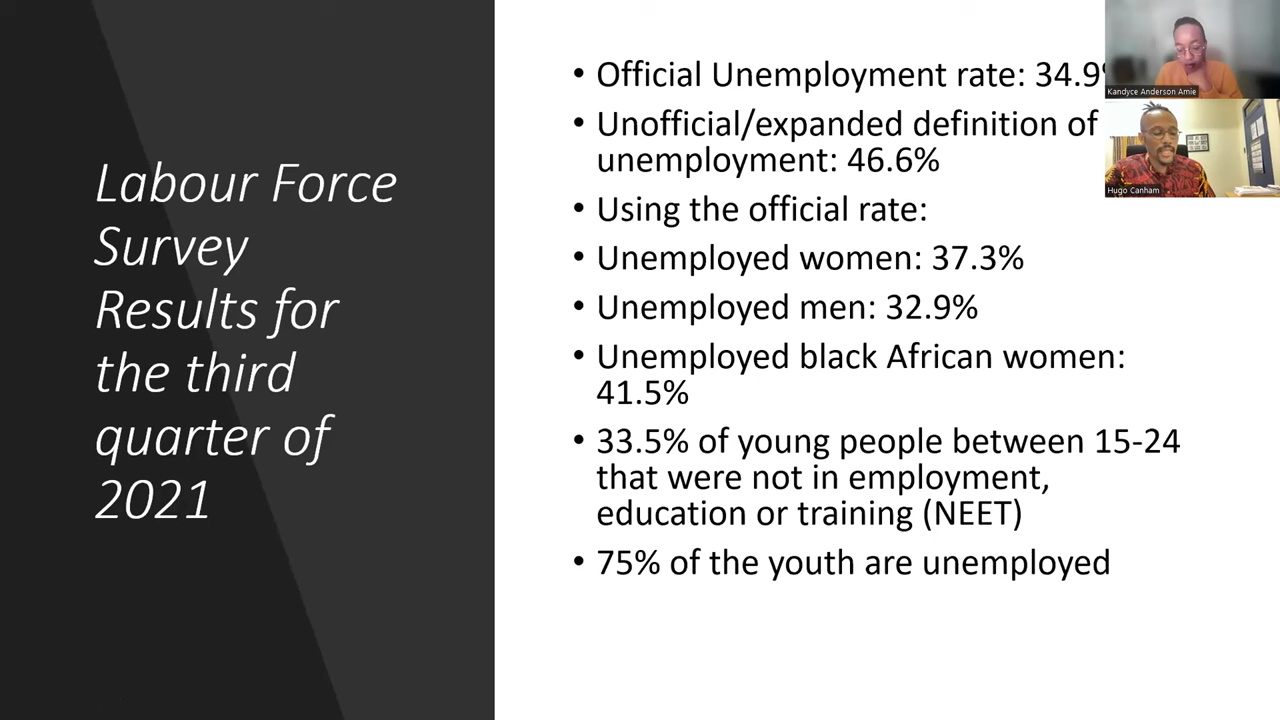 Labour Force
Survey
Results for
the third
quarter of
2021
• Official Unemployment rate: 34.9
• Unofficial/expanded definition of
unemployment: 46.6%
• Using the official rate:
• Unemployed women: 37.3%
• Unemployed men: 32.9%
• Unemployed black African women:
41.5%
• 33.5% of young people between 15-24
that were not in employment,
education or training (NEET)
• 75% of the youth are unemployed
Kandyce Anderson Amie
Hugo Canham